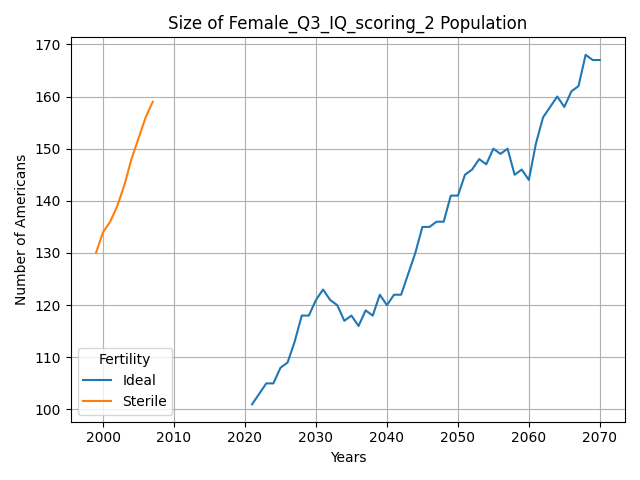 Size of Female_Q3_IQ_scoring_2 Population
Number of Americans
170
160
150
140
130
120
110
100
Fertility
Ideal
Sterile
2000 2010 2020 2030 2040 2050 2060 2070
Years